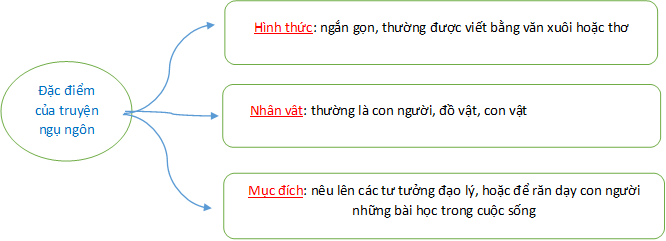 Đặc điểm
của truyện
ngụ ngôn
Hình thức: ngắn gọn, thường được viết bằng văn xuôi hoặc thơ
Nhân vât: thường là con người, đồ vật, con vật
Mục đích: nêu lên các tư tưởng đạo lý, hoặc để răn dạy con người
những bài học trong cuộc sống